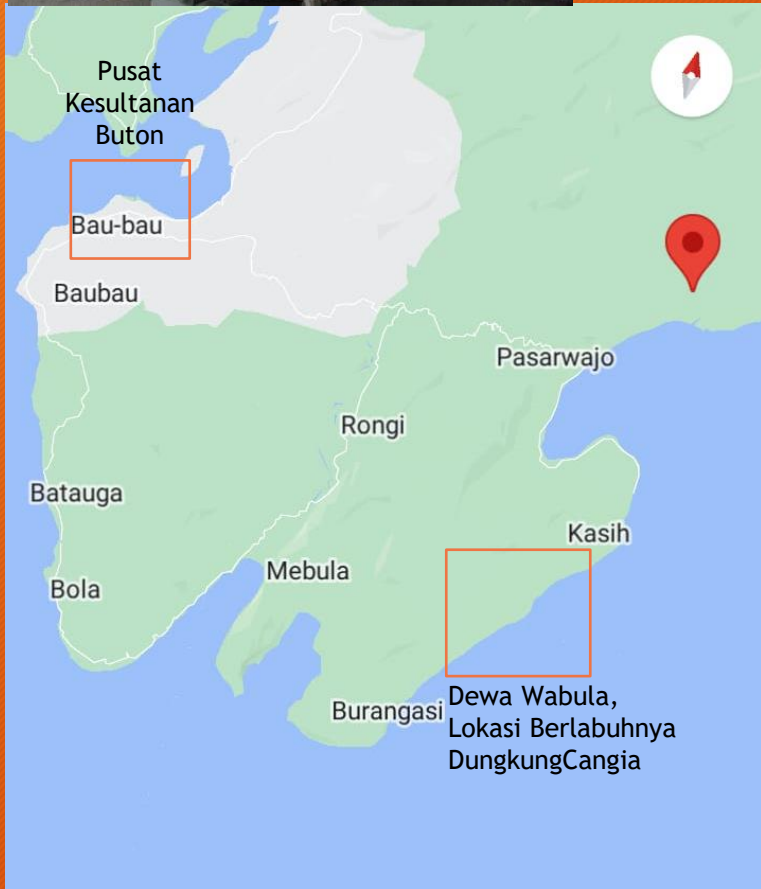 Pusat
Kesultanan
Buton
Bau-bau
Baubau
Pasarwajo
Rongi
Batauga
Kasih
Mebula
Bola
Burangasi
Dewa Wabula,
Lokasi Berlabuhnya
DungkungCangia